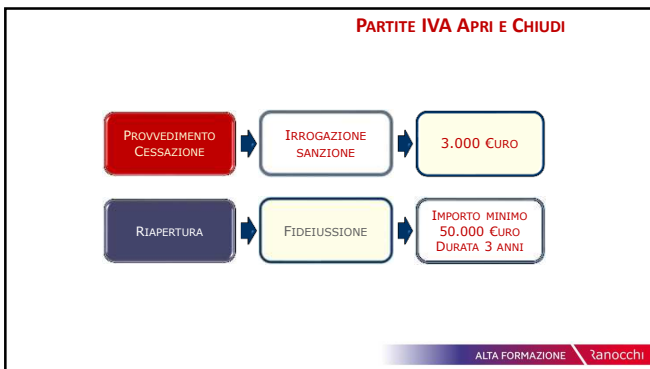 PARTITE IVA APRI E CHIUDI
PROVVEDIMENTO
CESSAZIONE
IRROGAZIONE
SANZIONE
3.000 €URO
RIAPERTURA
FIDEIUSSIONE
IMPORTO MINIMO
50.000 €URO
DURATA 3 ANNI
ALTA FORMAZIONE Ranocchi